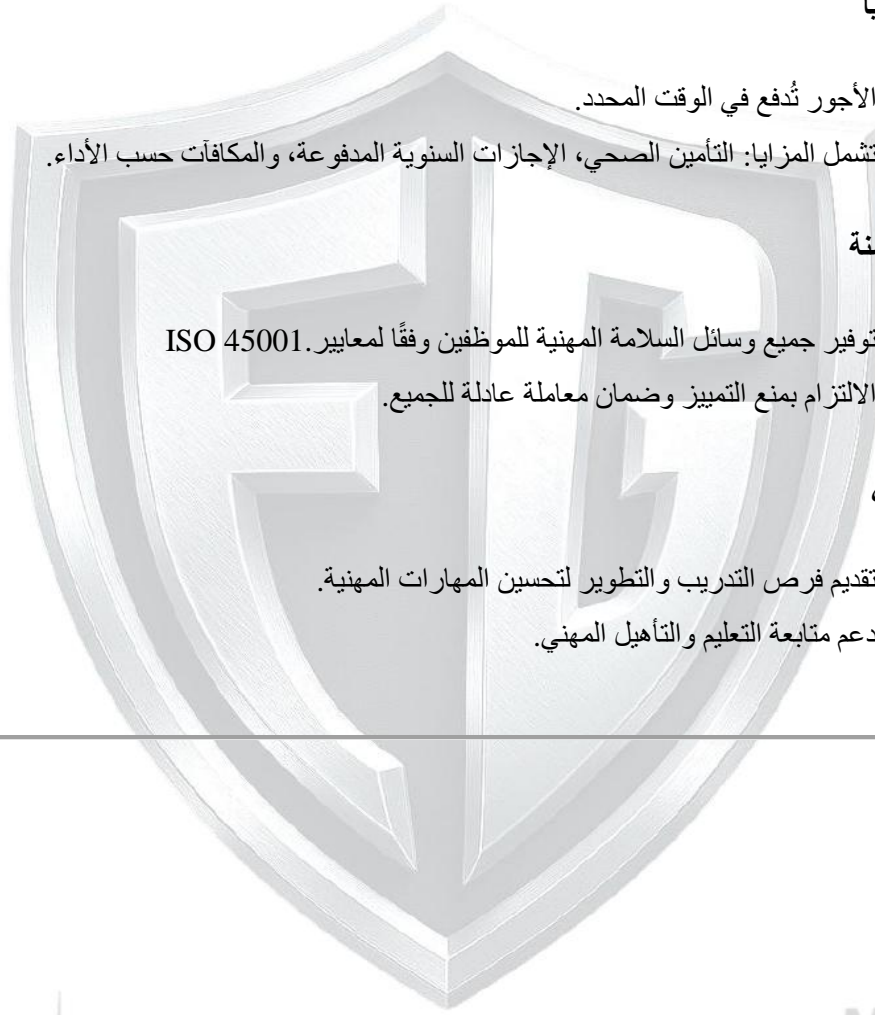 الأجور تُدفع في الوقت المحدد.
تشمل المزايا: التأمين الصحي، الإجازات السنوية المدفوعة، والمكافآت حسب الأداء.
توفير جميع وسائل السلامة المهنية للموظفين وفقًا لمعايير.ISO 45001
الالتزام بمنع التمييز وضمان معاملة عادلة للجميع.
تقديم فرص التدريب والتطوير لتحسين المهارات المهنية.
دعم متابعة التعليم والتأهيل المهني.
FG